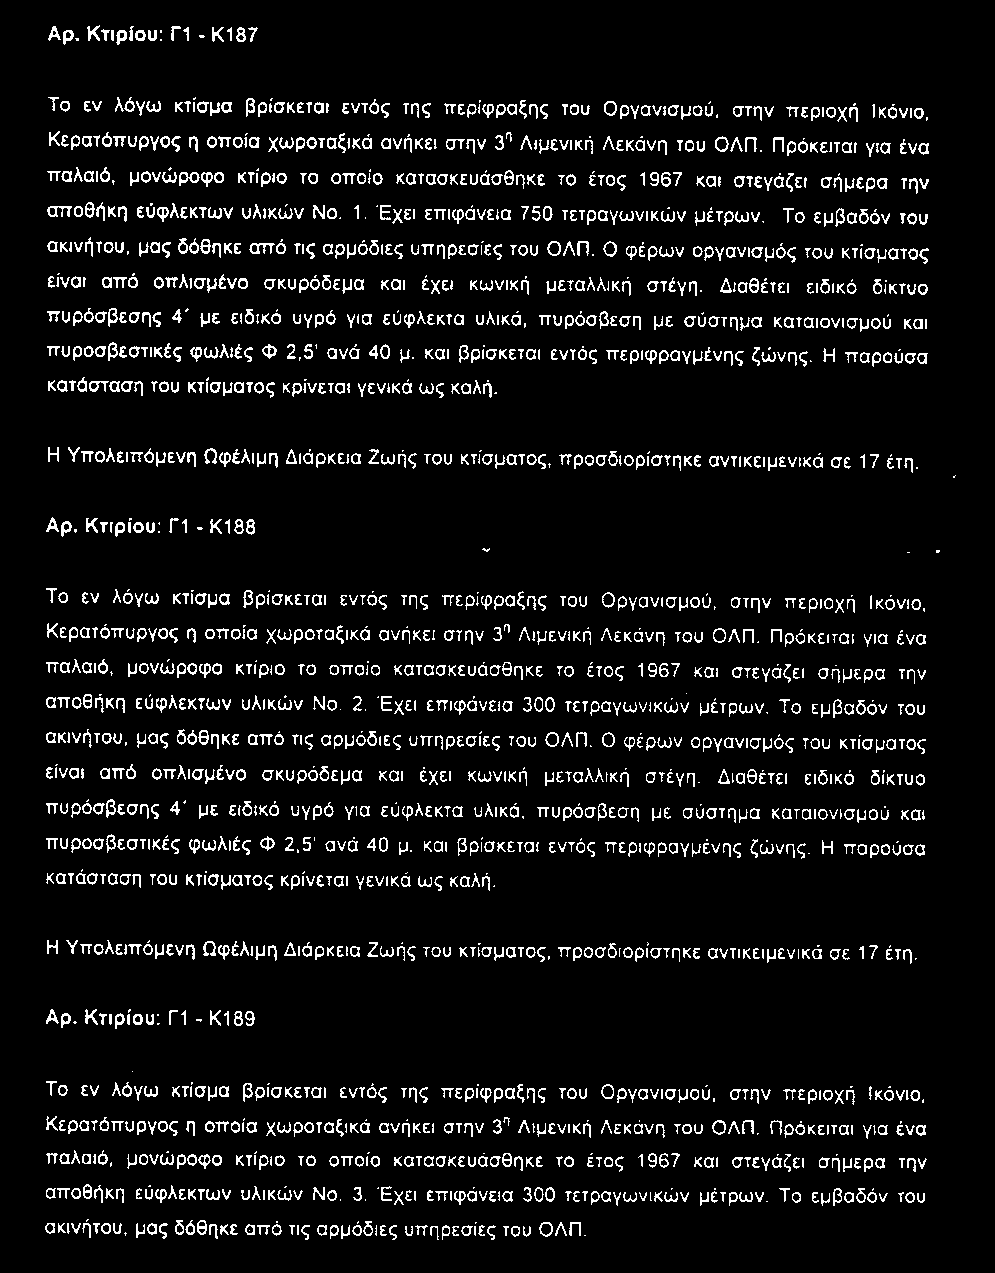 Αρ. Κτιρίου: Γ1 - Κ187
Το εν λόγω κτίσμα βρίσκεται εντός της περίφραξης του Οργανισμού, στην περιοχή Ικόνιο,
Κερατόπυργος η οποία χωροταξικά ανήκει στην 3η Λιμενική Λεκάνη του ΟΛΠ. Πρόκειται για ένα
παλαιό, μονώροφο κτίριο το οποίο κατασκευάσθηκε το έτος 1967 και στεγάζει σήμερα την
αποθήκη εύφλεκτων υλικών Νο. 1. Έχει επιφάνεια 750 τετραγωνικών μέτρων. Το εμβαδόν του
ακινήτου, μας δόθηκε από τις αρμόδιες υπηρεσίες του ΟΛΠ. Ο φέρων οργανισμός του κτίσματος
είναι από οπλισμένο σκυρόδεμα και έχει κωνική μεταλλική στέγη. Διαθέτει ειδικό δίκτυο
πυρόσβεσης 4' με ειδικό υγρό για εύφλεκτα υλικά, πυρόσβεση με σύστημα καταιονισμού και
πυροσβεστικές φωλιές Φ 2,5' ανά 40 μ. και βρίσκεται εντός περιφραγμένης ζώνης. Η παρούσα
κατάσταση του κτίσματος κρίνεται γενικά ως καλή.
Η Υπολειπόμενη Ωφέλιμη Διάρκεια Ζωής του κτίσματος, προσδιορίστηκε αντικειμενικά σε 17 έτη.
Αρ. Κτιρίου: Γ1 - Κ188
Το εν λόγω κτίσμα βρίσκεται εντός της περίφραξης του Οργανισμού, στην περιοχή Ικόνιο,
Κερατόπυργος η οποία χωροταξικά ανήκει στην 3η Λιμενική Λεκάνη του ΟΛΠ. Πρόκειται για ένα
παλαιό, μονώροφο κτίριο το οποίο κατασκευάσθηκε το έτος 1967 και στεγάζει σήμερα την
αποθήκη εύφλεκτων υλικών Νο. 2. Έχει επιφάνεια 300 τετραγωνικών μέτρων. Το εμβαδόν του
ακινήτου, μας δόθηκε από τις αρμόδιες υπηρεσίες του ΟΛΠ. Ο φέρων οργανισμός του κτίσματος
είναι από οπλισμένο σκυρόδεμα και έχει κωνική μεταλλική στέγη. Διαθέτει ειδικό δίκτυο
πυρόσβεσης 4' με ειδικό υγρό για εύφλεκτα υλικά, πυρόσβεση με σύστημα καταιονισμού και
πυροσβεστικές φωλιές Φ 2,5' ανά 40 μ. και βρίσκεται εντός περιφραγμένης ζώνης. Η παρούσα
κατάσταση του κτίσματος κρίνεται γενικά ως καλή.
Η Υπολειπόμενη Ωφέλιμη Διάρκεια Ζωής του κτίσματος, προσδιορίστηκε αντικειμενικά σε 17 έτη.
Αρ. Κτιρίου: Γ1 - Κ189
Το εν λόγω κτίσμα βρίσκεται εντός της περίφραξης του Οργανισμού, στην περιοχή Ικόνιο,
Κερατόπυργος η οποία χωροταξικά ανήκει στην 3η Λιμενική Λεκάνη του ΟΛΠ. Πρόκειται για ένα
παλαιό, μονώροφο κτίριο το οποίο κατασκευάσθηκε το έτος 1967 και στεγάζει σήμερα την
αποθήκη εύφλεκτων υλικών Νο. 3. Έχει επιφάνεια 300 τετραγωνικών μέτρων. Το εμβαδόν του
ακινήτου, μας δόθηκε από τις αρμόδιες υπηρεσίες του ΟΛΠ.